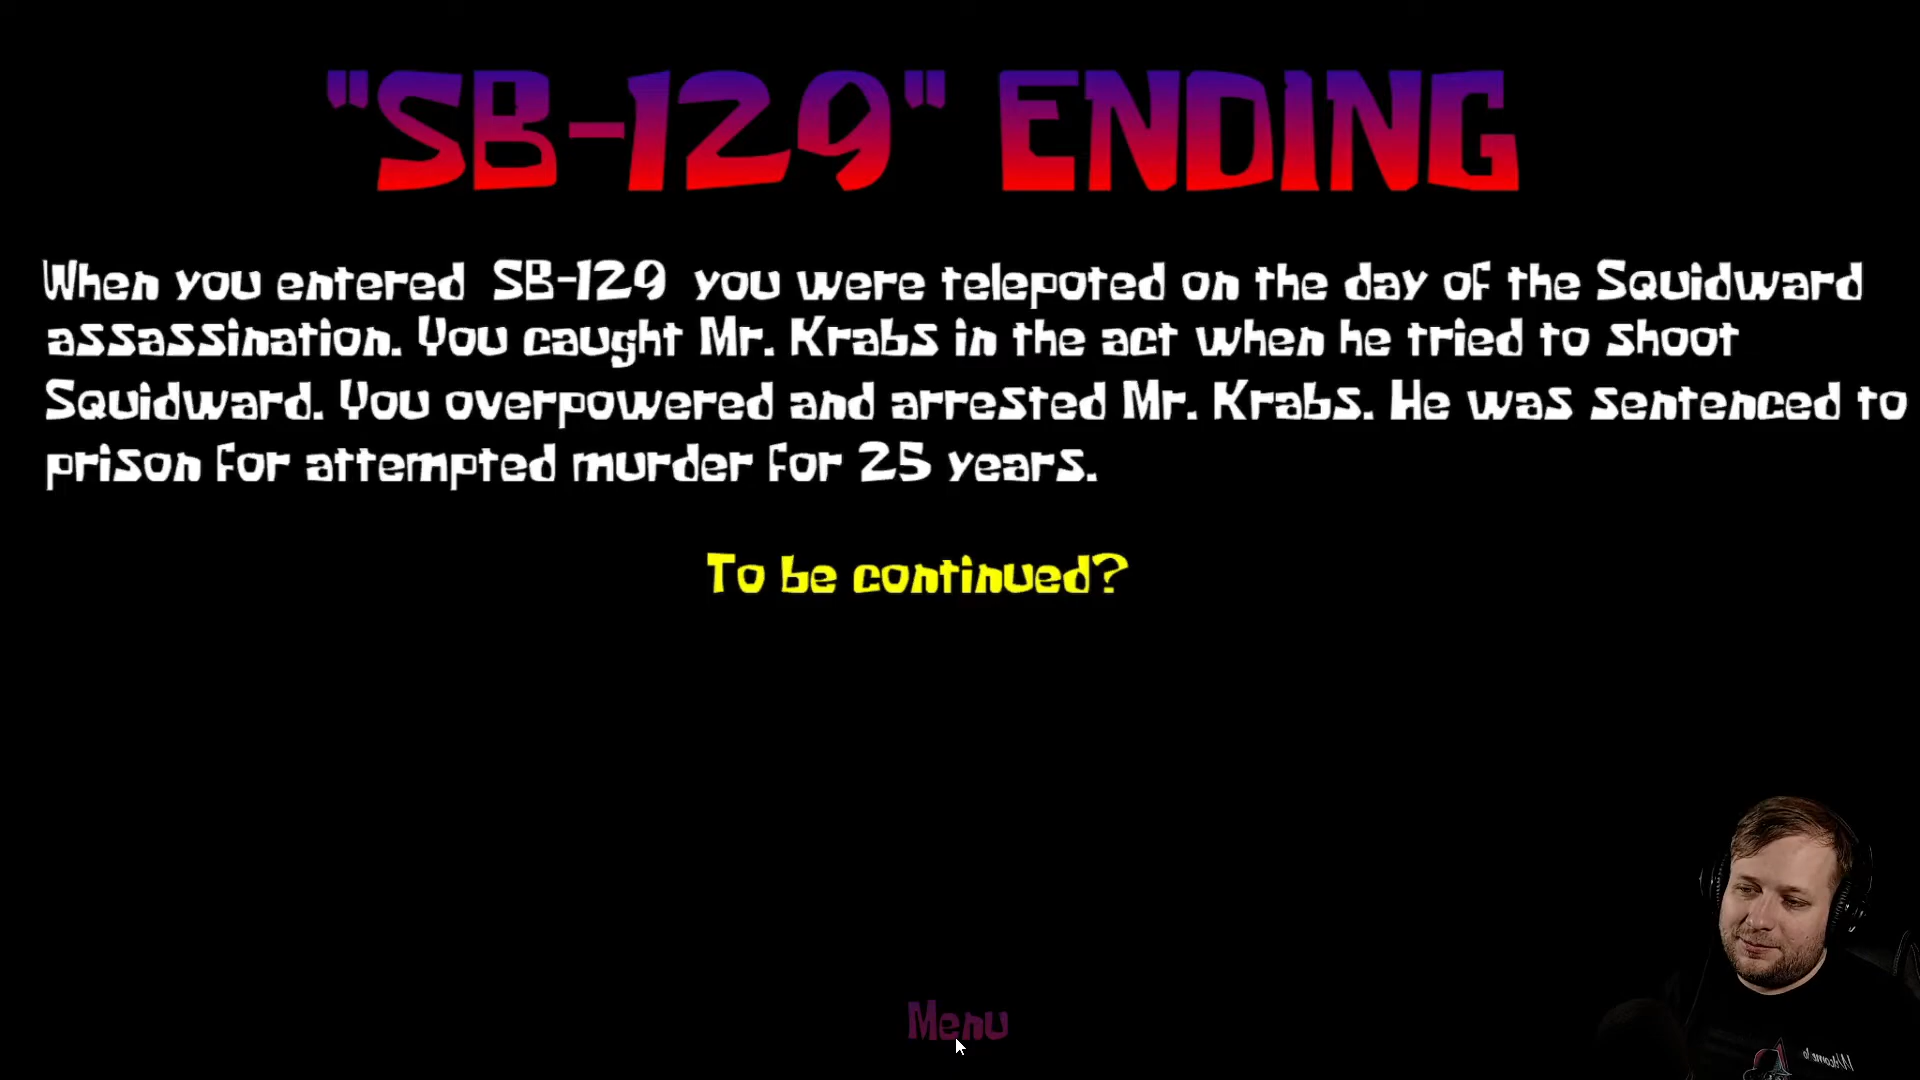 "SB-129" ENDING
When you entered SB-129 you were telepoted on the day of the Squidward
assassination. You caught Mr. Krabs in the act when he tried to shoot
Squidward. You overpowered and arrested Mr. Krabs. He was sentenced to
prison for attempted murder for 25 years.
To be continued?
Menu
Welcome to